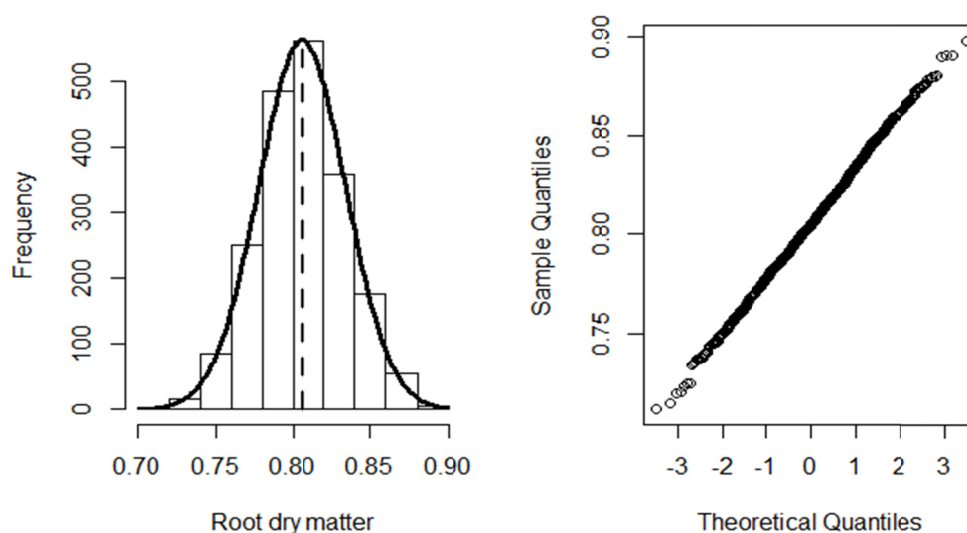 Frequency
0
100
200
300
400
500
0.70 0.75 0.80 0.85 0.90
Root dry matter
Sample Quantiles
0.75
0.80
0.85
0.90
-3 -2 -1 0 1 2 3
Theoretical Quantiles